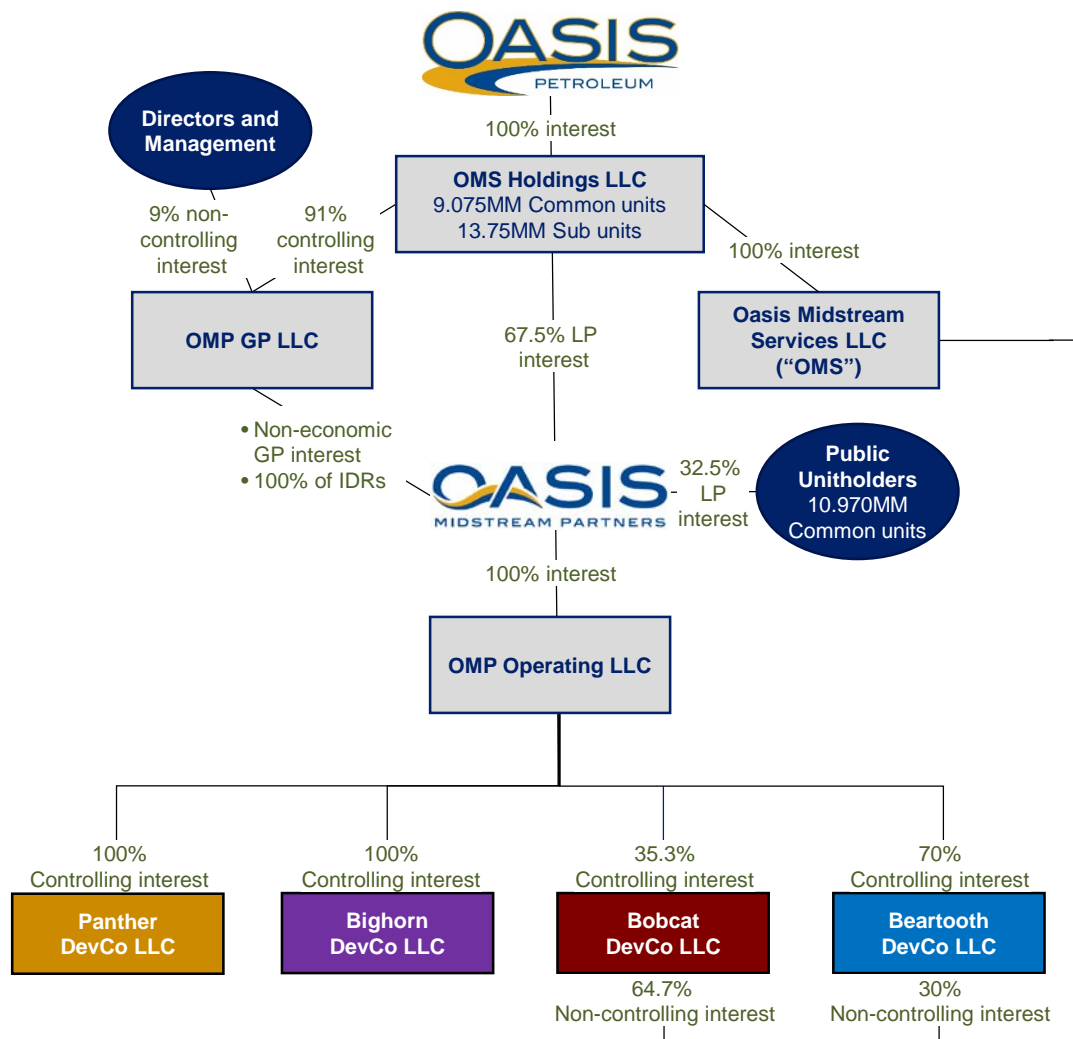 OASIS
PETROLEUM
Directors and
Management
100% interest
OMS Holdings LLC
9.075MM Common units
13.75MM Sub units
9% non-
controlling
interest
91%
controlling
interest
100% interest
OMP GP LLC
67.5% LP
interest
Oasis Midstream
Services LLC
(“OMS”)
• Non-economic
GP interest
• 100% of IDRs
OASIS
MIDSTREAM PARTNERS
32.5%
LP
interest
Public
Unitholders
10.970MM
Common units
100% interest
OMP Operating LLC
100%
Controlling interest
Panther
DevCo LLC
100%
Controlling interest
Bighorn
DevCo LLC
35.3%
Controlling interest
Bobcat
DevCo LLC
64.7%
Non-controlling interest
70%
Controlling interest
Beartooth
DevCo LLC
30%
Non-controlling interest